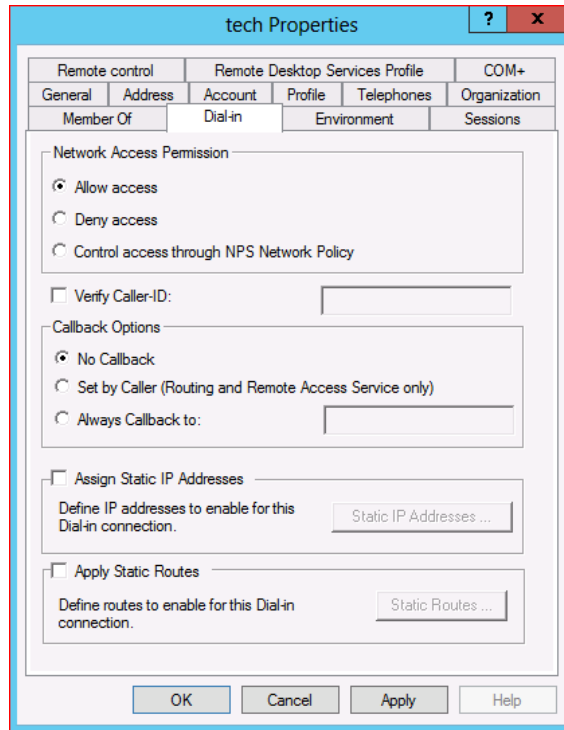 tech Properties
?
x
Remote control
Remote Desktop Services Profile
COM+
General
Address
Account
Profile
Telephones
Organization
Member Of
Dial-in
Environment
Sessions
Network Access Permission
Allow access
Deny access
Control access through NPS Network Policy
Verify Caller-ID:
Callback Options
No Callback
Set by Caller (Routing and Remote Access Service only)
Always Callback to:
Assign Static IP Addresses
Define IP addresses to enable for this
Dial-in connection.
Static IP Addresses ...
Apply Static Routes
Define routes to enable for this Dial-in
connection.
Static Routes ...
OK
Cancel
Apply
Help